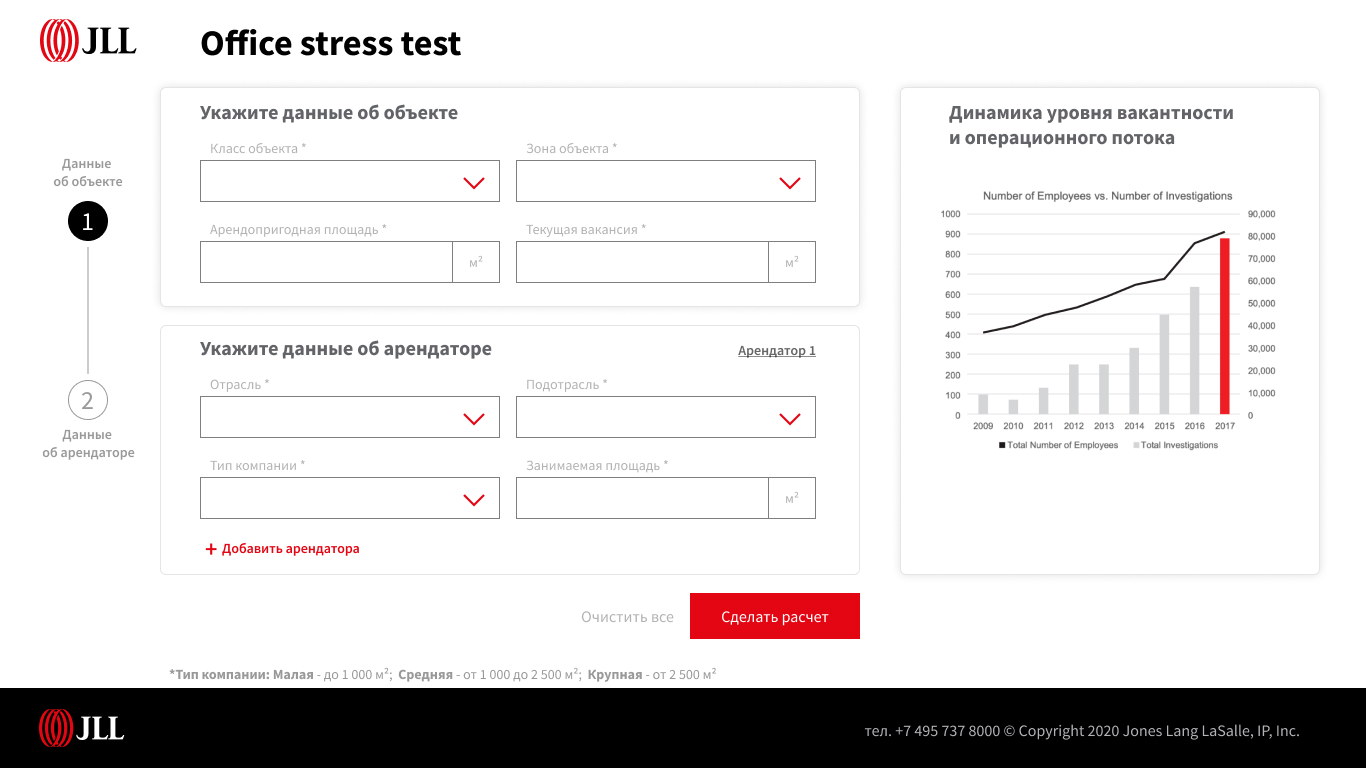 JLL
Office stress test
Данные
об объекте
1
2
Данные
об арендаторе
Укажите данные об объекте
Класс объекта *
Зона объекта *
Арендопригодная площадь *
м²
Текущая вакансия *
м²
Укажите данные об арендаторе
Арендатор 1
Отрасль *
Подотрасль *
Тип компании *
Занимаемая площадь *
м²
+ Добавить арендатора
Очистить все
Сделать расчет
*Тип компании: Малая - до 1 000 м²; Средняя - от 1 000 до 2 500 м²; Крупная - от 2 500 м²
Динамика уровня вакантности
и операционного потока
Number of Employees vs. Number of Investigations
1000
900
800
700
600
500
400
300
200
100
0
90,000
80,000
70,000
60,000
50,000
40,000
30,000
20,000
10,000
0
2009 2010 2011 2012 2013 2014 2015 2016 2017
Total Number of Employees Total Investigations
JLL
тел. +7 495 737 8000 © Copyright 2020 Jones Lang LaSalle, IP, Inc.